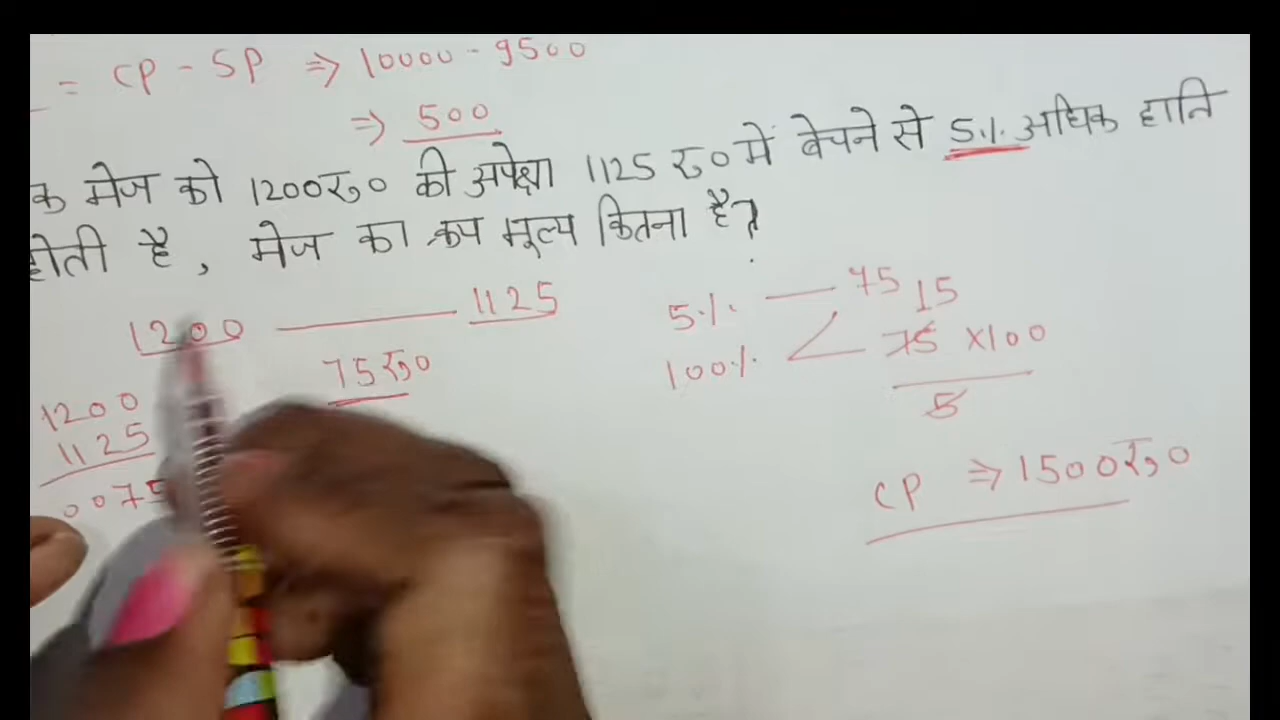 = CP - SP ⇒ 10000 - 9500
⇒ 500
क मेज को 1200रु० की अपेक्षा 1125 रु० में बेचने से 5% अधिक हानि
होती है, मेज का क्रय मूल्य कितना है?
1200 — 1125
75रु०
1200
1125
0075
5% — 75
100% 15
75 ×100
5
CP ⇒ 1500रु०